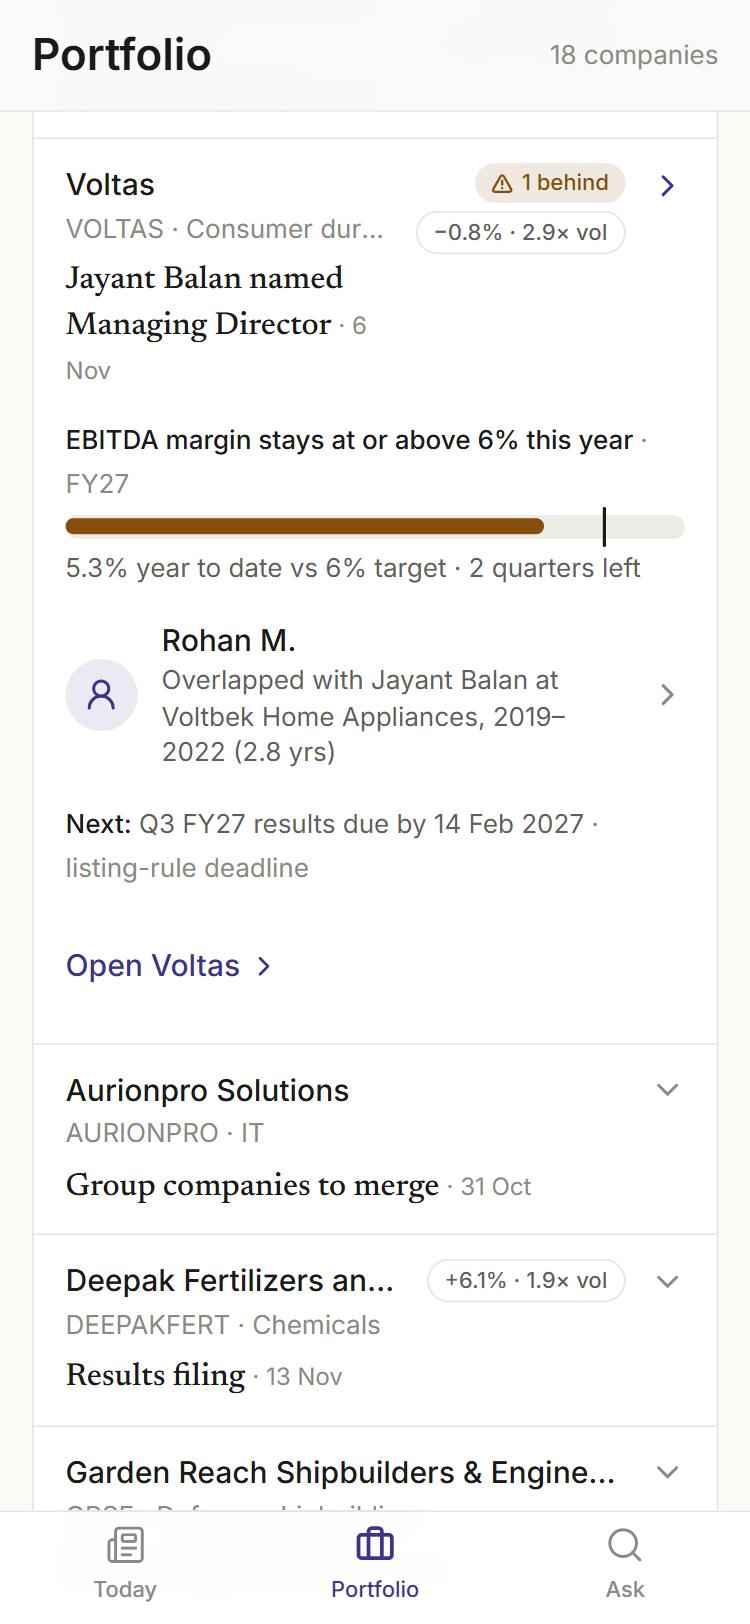 Portfolio
18 companies
Voltas
1 behind
VOLTAS · Consumer dur...
−0.8% · 2.9× vol
Jayant Balan named
Managing Director · 6
Nov
EBITDA margin stays at or above 6% this year ·
FY27
5.3% year to date vs 6% target · 2 quarters left
Rohan M.
Overlapped with Jayant Balan at
Voltbek Home Appliances, 2019–
2022 (2.8 yrs)
Next: Q3 FY27 results due by 14 Feb 2027 ·
listing-rule deadline
Open Voltas
Aurionpro Solutions
AURIONPRO · IT
Group companies to merge · 31 Oct
Deepak Fertilizers an...
+6.1% · 1.9× vol
DEEPAKFERT · Chemicals
Results filing · 13 Nov
Garden Reach Shipbuilders & Engine...
Today
Portfolio
Ask